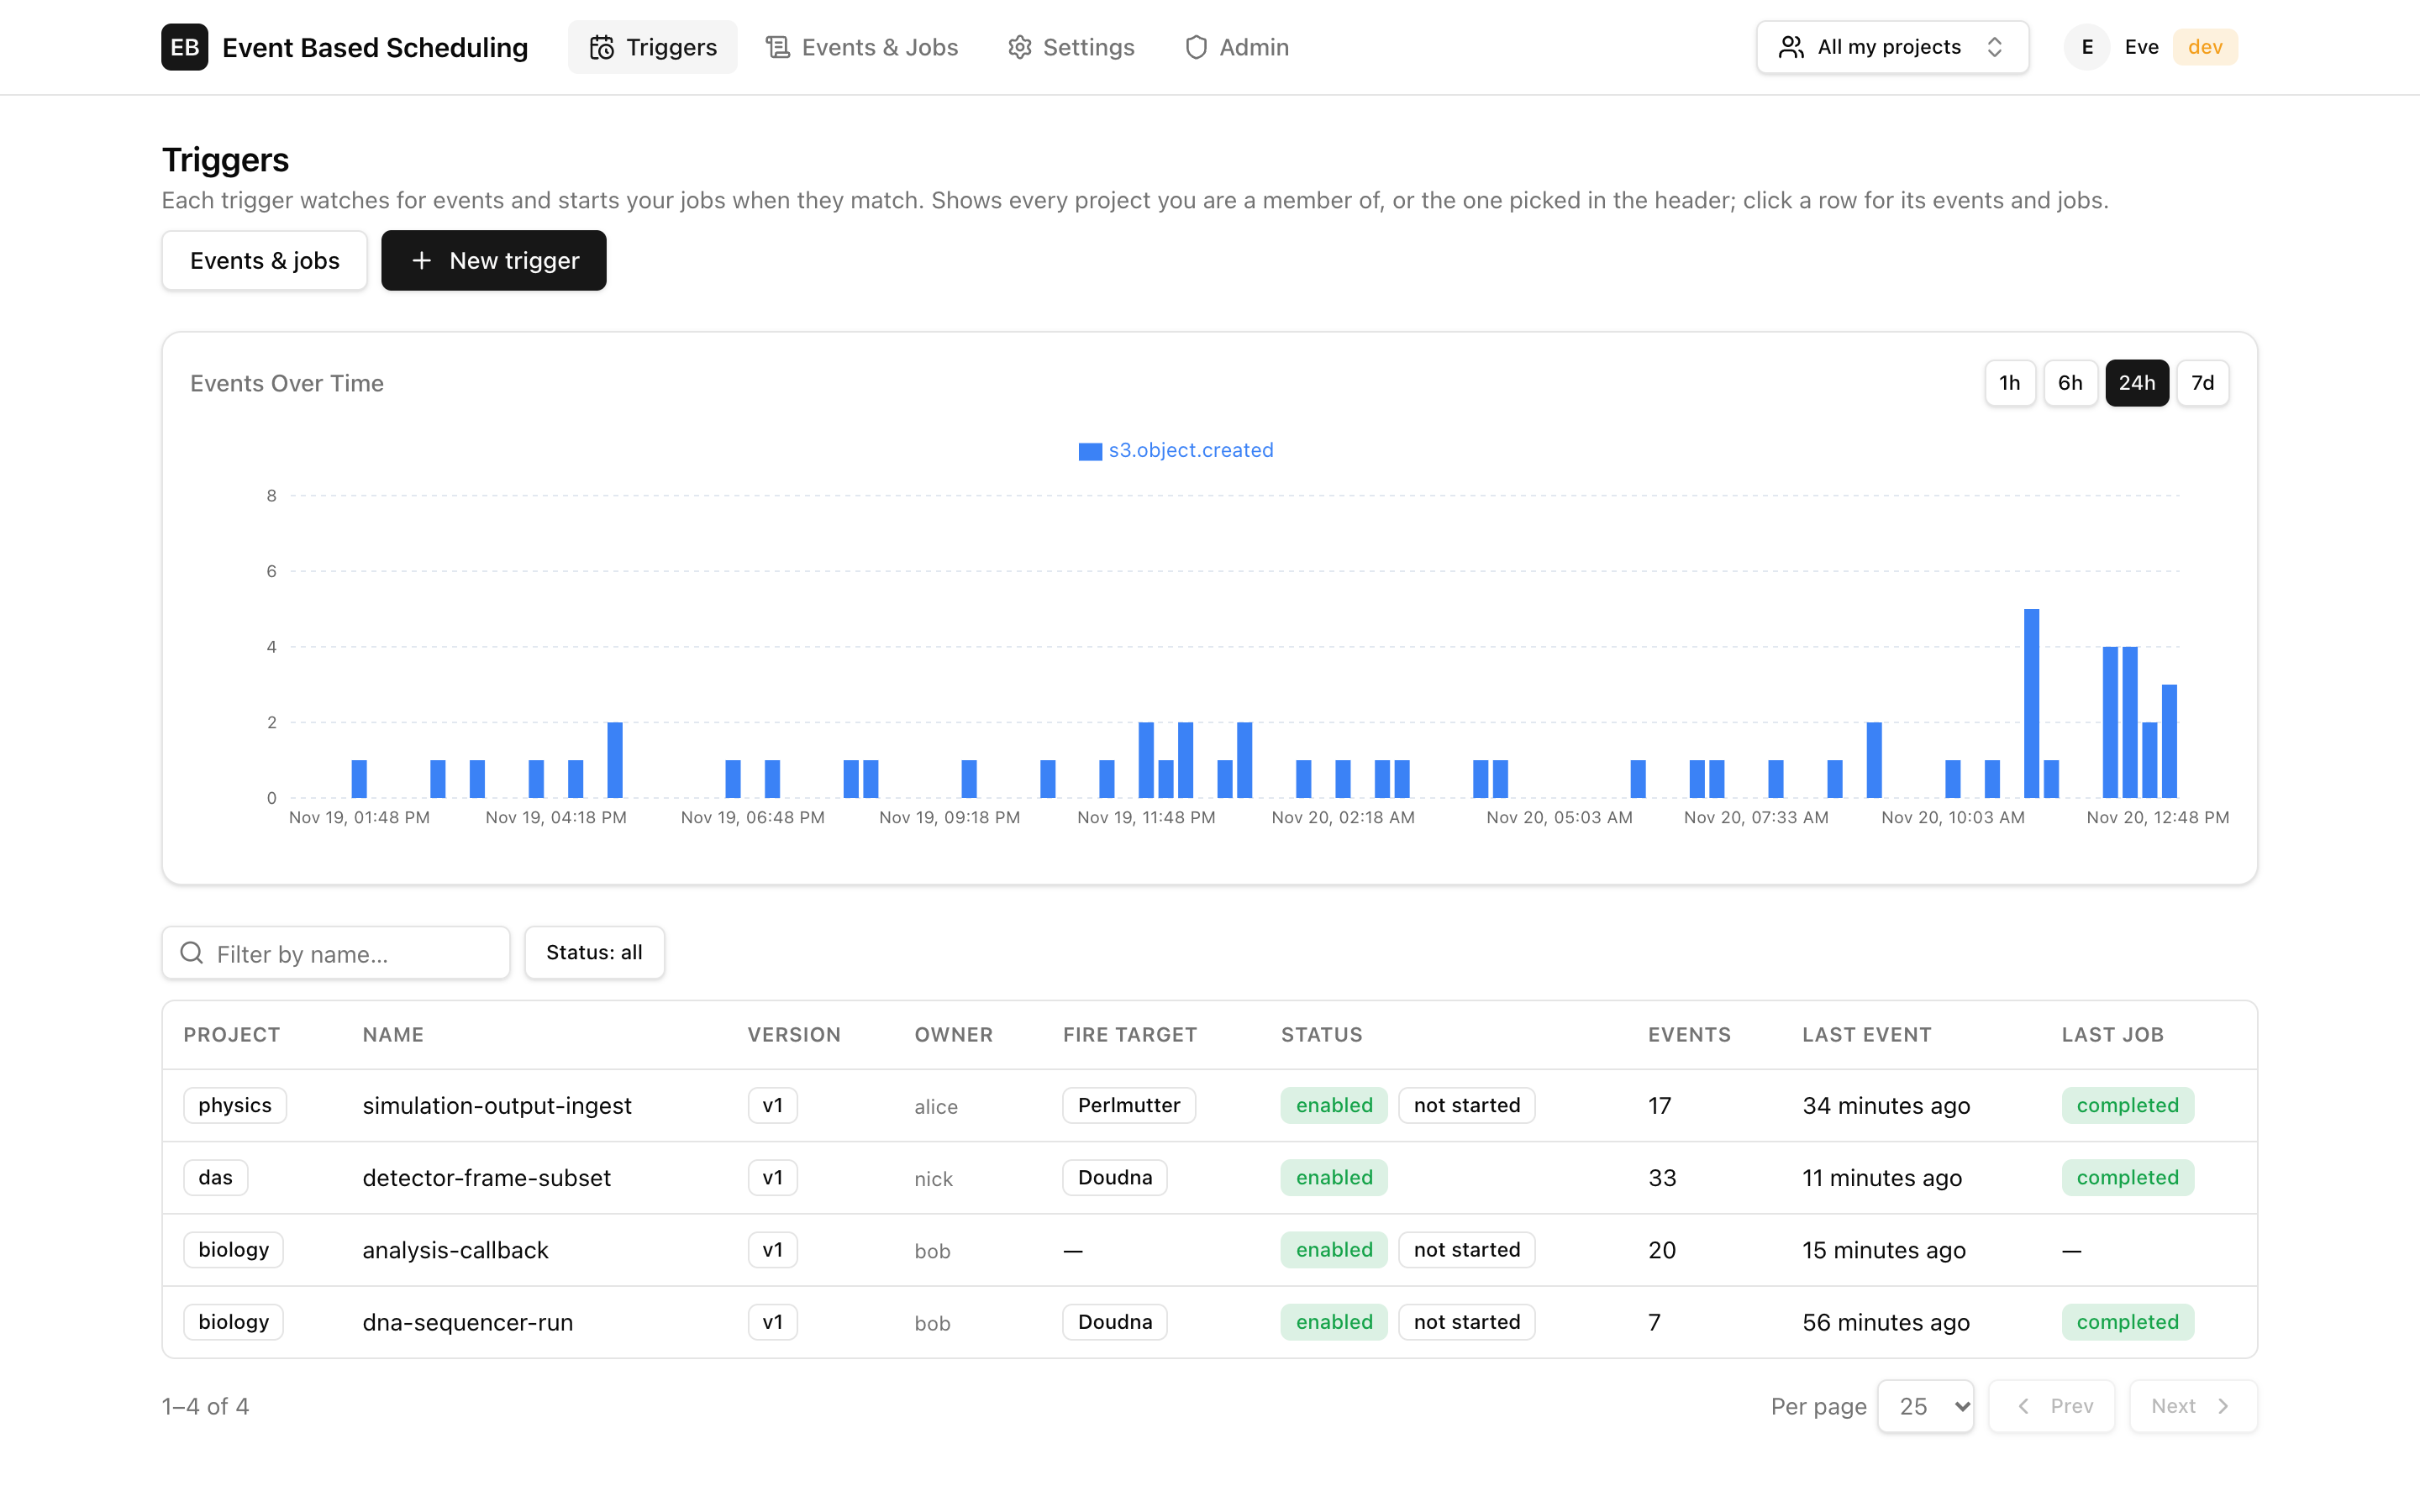 EB Event Based Scheduling Triggers Events & Jobs Settings Admin All my projects E Eve dev
Triggers
Each trigger watches for events and starts your jobs when they match. Shows every project you are a member of, or the one picked in the header; click a row for its events and jobs.
Events & jobs + New trigger
Events Over Time 1h 6h 24h 7d
s3.object.created
8
6
4
2
0
Nov 19, 01:48 PM Nov 19, 04:18 PM Nov 19, 06:48 PM Nov 19, 09:18 PM Nov 19, 11:48 PM Nov 20, 02:18 AM Nov 20, 05:03 AM Nov 20, 07:33 AM Nov 20, 10:03 AM Nov 20, 12:48 PM
Filter by name... Status: all
PROJECT NAME VERSION OWNER FIRE TARGET STATUS EVENTS LAST EVENT LAST JOB
physics simulation-output-ingest v1 alice Perlmutter enabled not started 17 34 minutes ago completed
das detector-frame-subset v1 nick Doudna enabled 33 11 minutes ago completed
biology analysis-callback v1 bob — enabled not started 20 15 minutes ago —
biology dna-sequencer-run v1 bob Doudna enabled not started 7 56 minutes ago completed
1–4 of 4 Per page 25 Prev Next